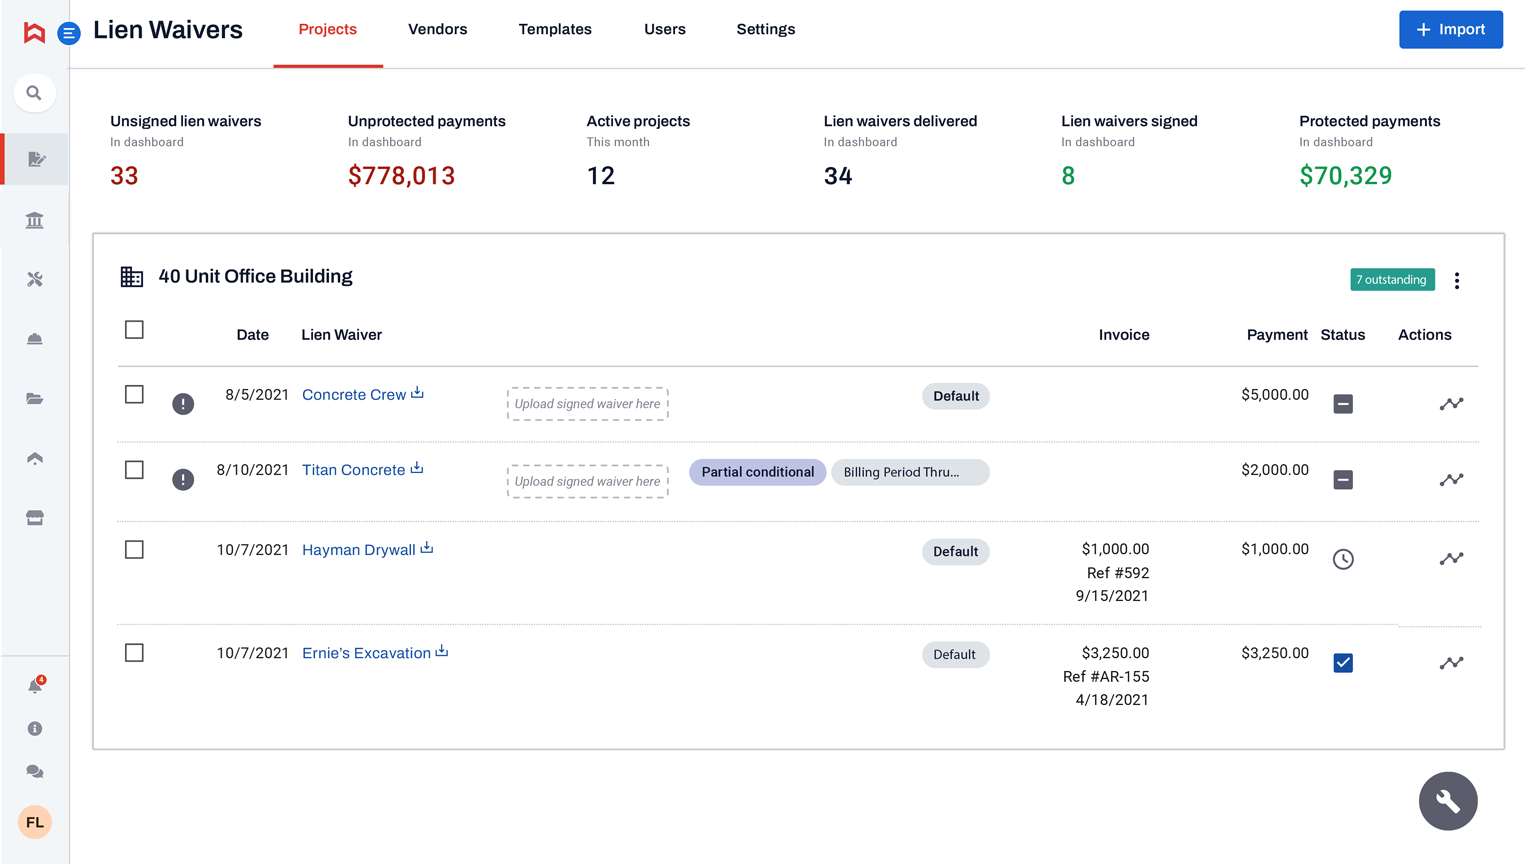 Lien Waivers
Projects
Vendors
Templates
Users
Settings
+ Import
Unsigned lien waivers
In dashboard
33
Unprotected payments
In dashboard
$778,013
Active projects
This month
12
Lien waivers delivered
In dashboard
34
Lien waivers signed
In dashboard
8
Protected payments
In dashboard
$70,329
40 Unit Office Building
7 outstanding
Date Lien Waiver Invoice Payment Status Actions
8/5/2021 Concrete Crew Upload signed waiver here Default $5,000.00
8/10/2021 Titan Concrete Upload signed waiver here Partial conditional Billing Period Thru... $2,000.00
10/7/2021 Hayman Drywall Default $1,000.00 $1,000.00
Ref #592
9/15/2021
10/7/2021 Ernie's Excavation Default $3,250.00 $3,250.00
Ref #AR-155
4/18/2021
4
FL